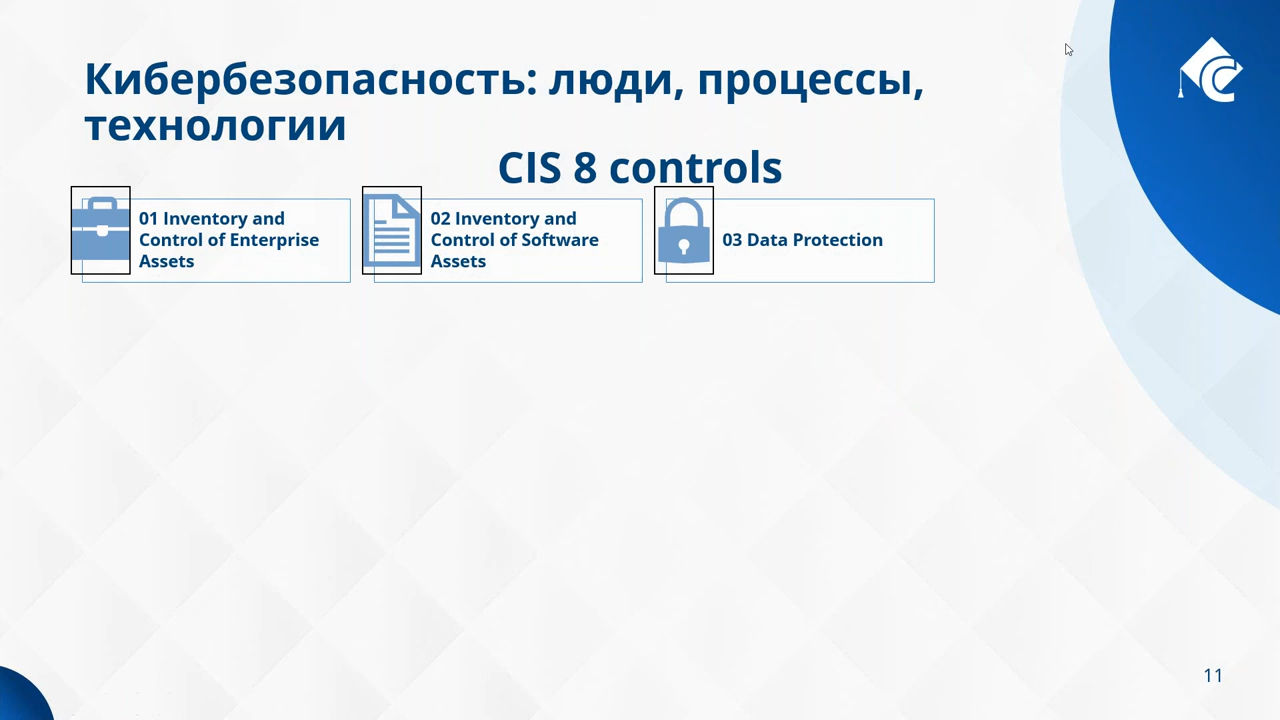 Кибербезопасность: люди, процессы,
технологии
CIS 8 controls
01 Inventory and
Control of Enterprise
Assets
02 Inventory and
Control of Software
Assets
03 Data Protection
11